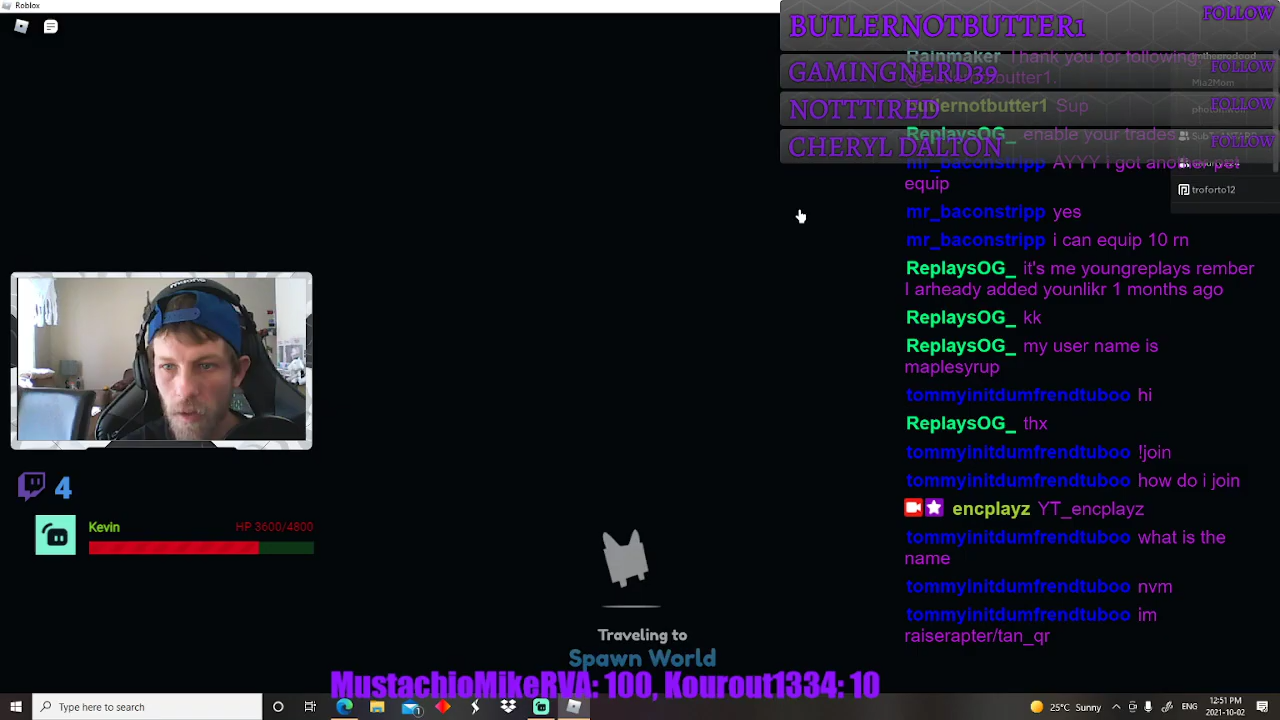 Roblox
BUTLERNOTBUTTER1
FOLLOW
Rainmaker Thank you for following,
GAMINGNERD39
FOLLOW
Mia2Mom
NOTTTIRED
FOLLOW
butlernotbutter1 Sup
ReplaysOG_ enable your trades
CHERYL DALTON
FOLLOW
mr_baconstripp AYYY i got another pet
equip
troforto12
mr_baconstripp yes
mr_baconstripp i can equip 10 rn
ReplaysOG_ it's me youngreplays rember
I arheady added younlikr 1 months ago
ReplaysOG_ kk
ReplaysOG_ my user name is
maplesyrup
tommyinitdumfrendtuboo hi
ReplaysOG_ thx
tommyinitdumfrendtuboo !join
tommyinitdumfrendtuboo how do i join
encplayz YT_encplayz
tommyinitdumfrendtuboo what is the
name
tommyinitdumfrendtuboo nvm
tommyinitdumfrendtuboo im
raiserapter/tan_qr
4
Kevin HP 3600/4800
Traveling to
Spawn World
MustachioMikeRVA: 100, Kourout1334: 10
Type here to search
25°C Sunny
ENG
12:51 PM
2021-10-02